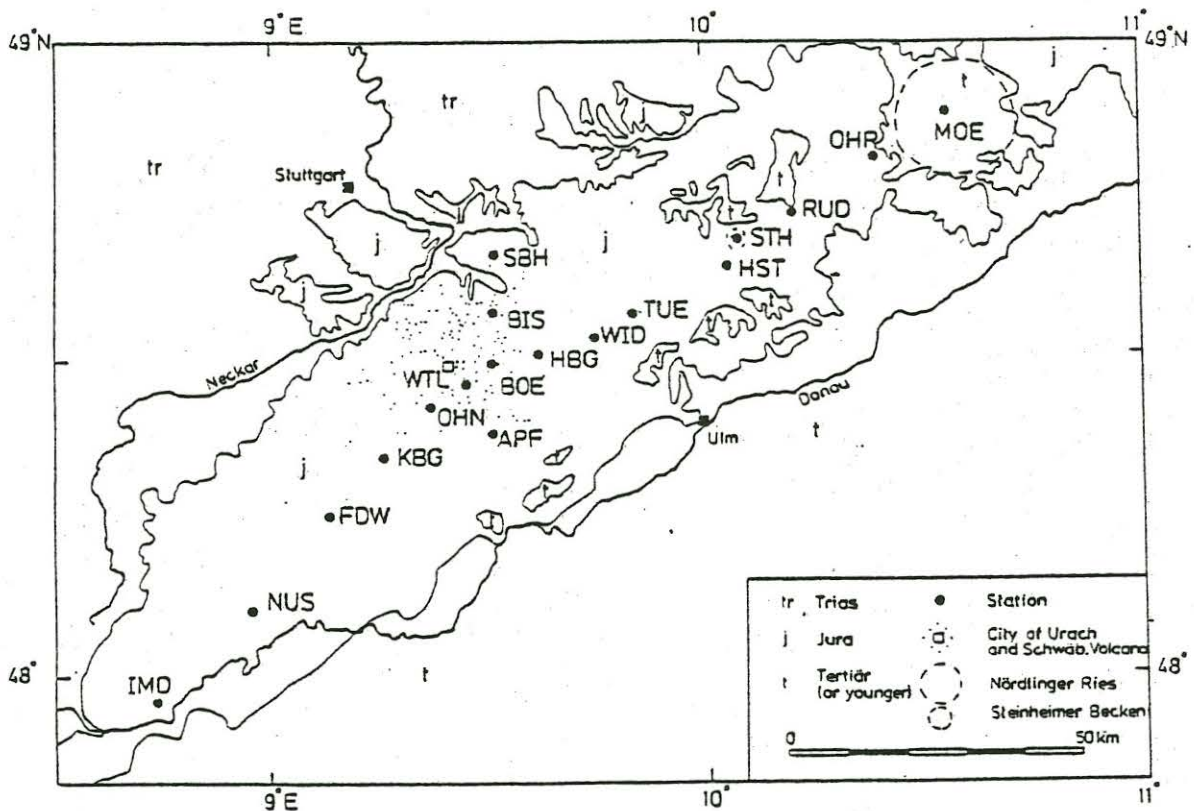 9°E 10° 11°
49°N 49°N
j
tr
t
j
MOE
tr
OHR
Stuttgart
t
t
RUD
j
j
STH
SBH
HST
j
BIS
TUE
t
t
WID
HBG
t
Neckar
WTL
BOE
Donau
OHN
Ulm
t
APF
KBG
t
j
t
FDW
t
NUS
tr Trias Station
j Jura City of Urach
and Schwäb. Volcano
48° 48°
t
t Tertiär
(or younger) Nördlinger Ries
IMD
Steinheimer Becken
0 50 km
9°E 10° 11°